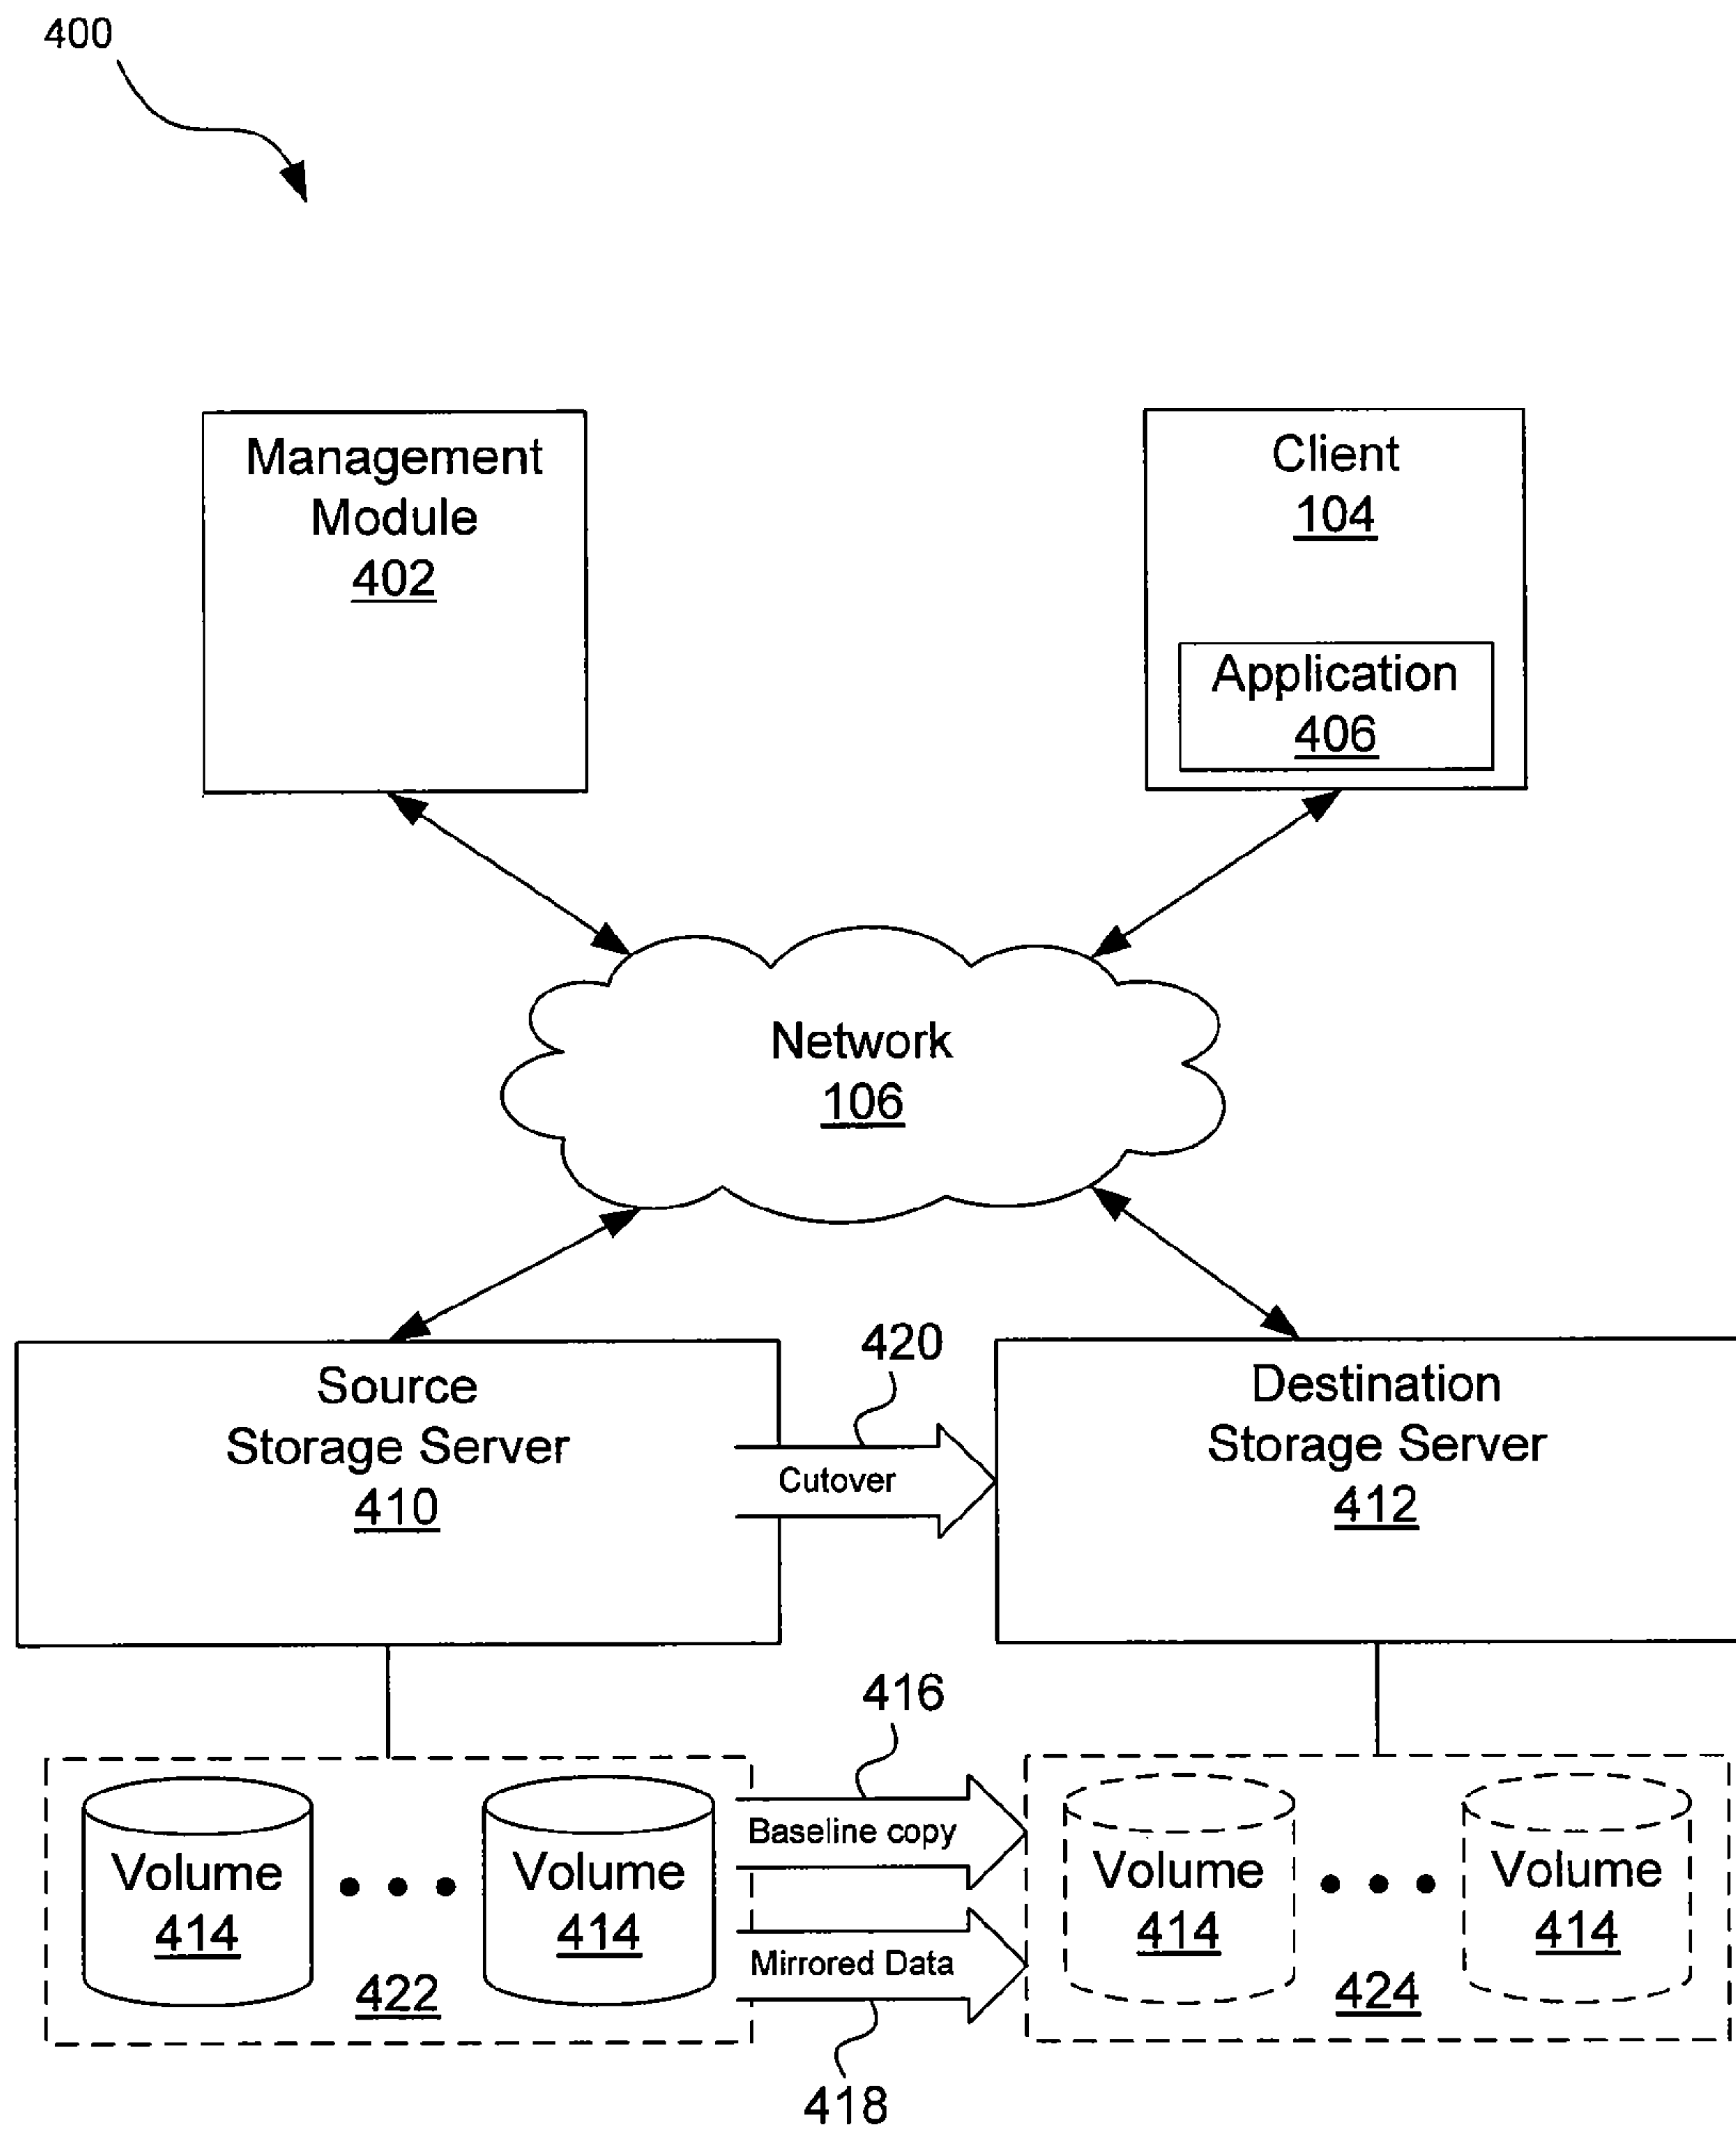 400
Management
Module
402
Client
104
Application
406
Network
106
Source
Storage Server
410
420
Cutover
Destination
Storage Server
412
416
Baseline copy
Mirrored Data
418
Volume
414
Volume
414
422
Volume
414
Volume
414
424